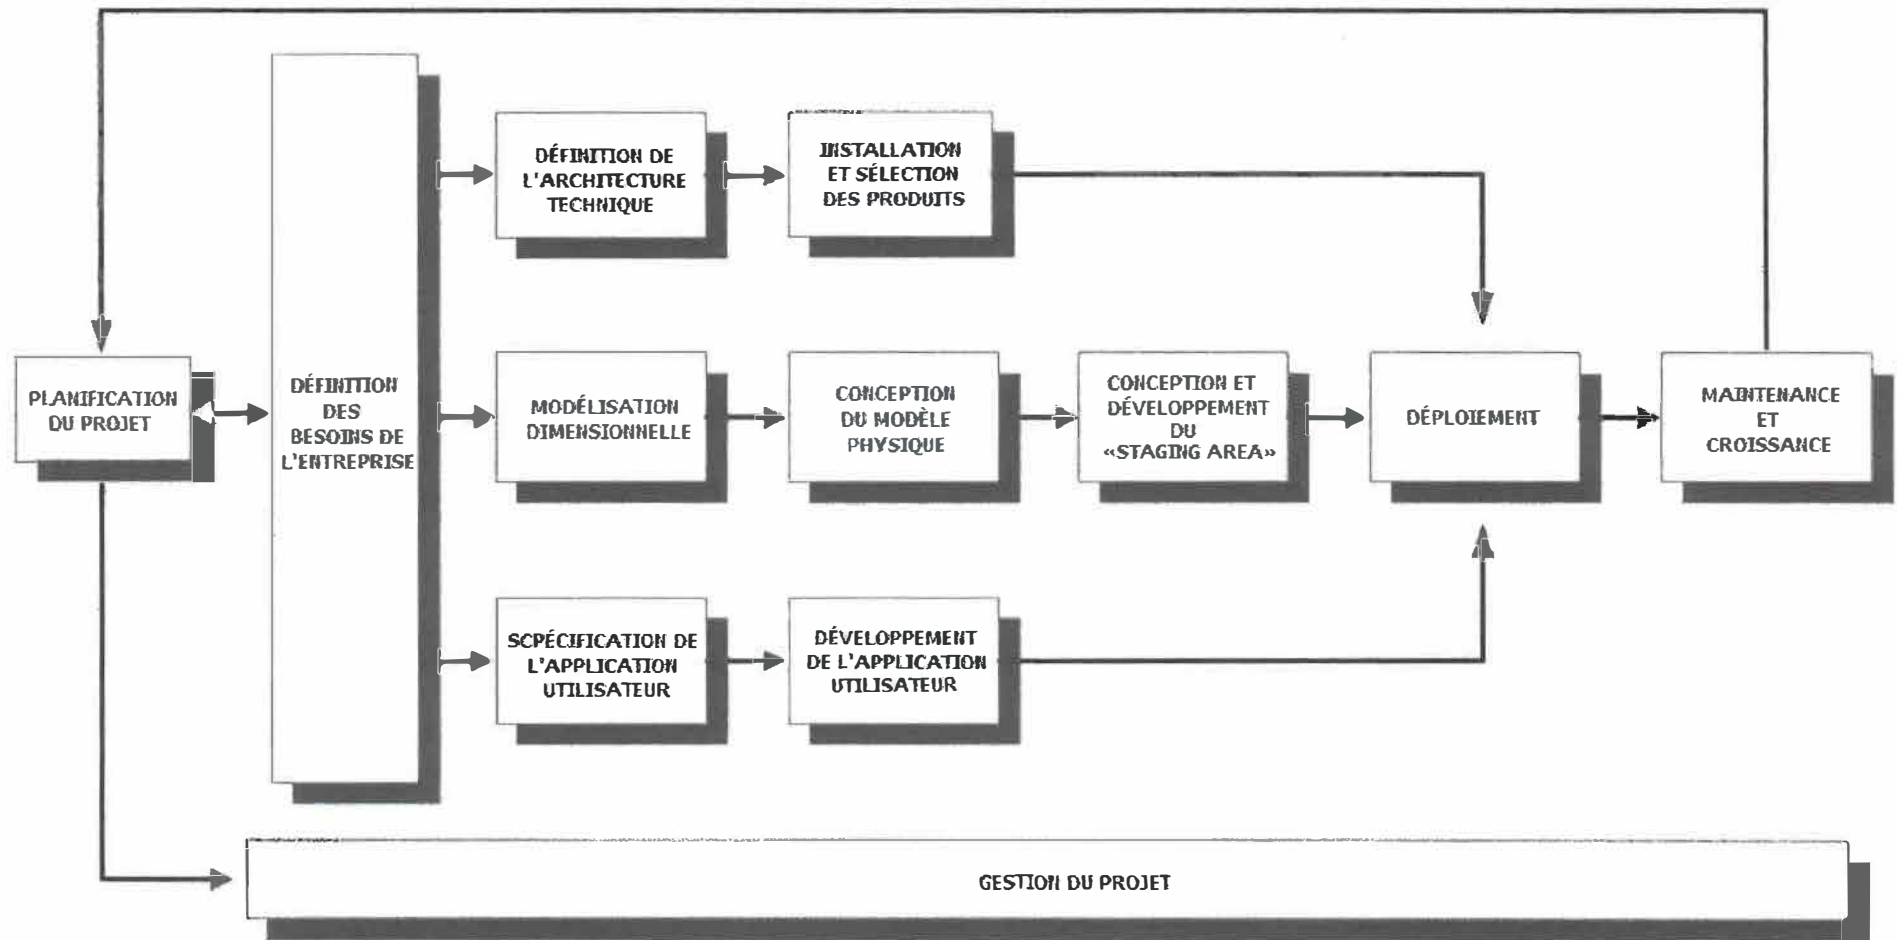 PLANIFICATION
DU PROJET
DÉFINITION
DES
BESOINS DE
L'ENTREPRISE
DÉFINITION DE
L'ARCHITECTURE
TECHNIQUE
INSTALLATION
ET SÉLECTION
DES PRODUITS
MODÉLISATION
DIMENSIONNELLE
CONCEPTION
DU MODÈLE
PHYSIQUE
CONCEPTION ET
DÉVELOPPEMENT
DU
«STAGING AREA»
DÉPLOIEMENT
MAINTENANCE
ET
CROISSANCE
SCPÉCIFICATION DE
L'APPLICATION
UTILISATEUR
DÉVELOPPEMENT
DE L'APPLICATION
UTILISATEUR
GESTION DU PROJET